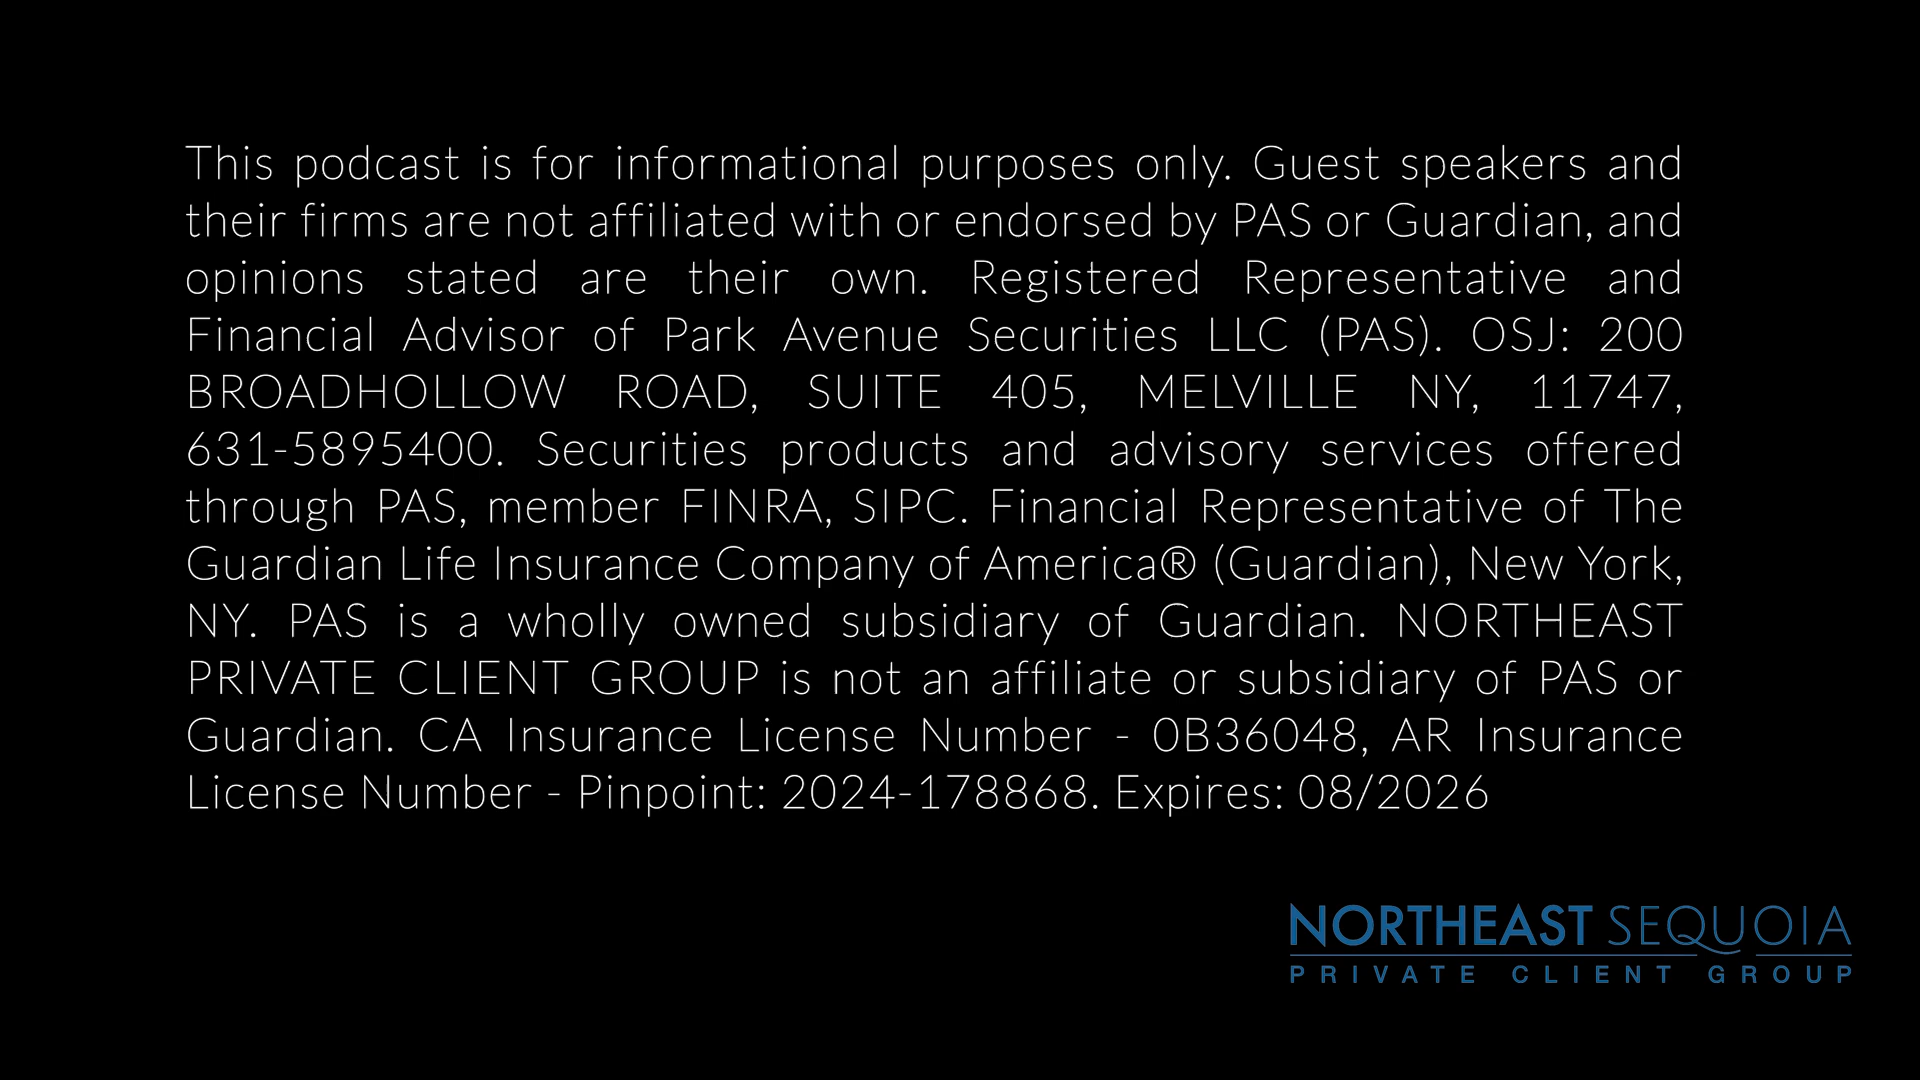 This podcast is for informational purposes only. Guest speakers and
their firms are not affiliated with or endorsed by PAS or Guardian, and
opinions stated are their own. Registered Representative and
Financial Advisor of Park Avenue Securities LLC (PAS). OSJ: 200
BROADHOLLOW ROAD, SUITE 405, MELVILLE NY, 11747,
631-5895400. Securities products and advisory services offered
through PAS, member FINRA, SIPC. Financial Representative of The
Guardian Life Insurance Company of America® (Guardian), New York,
NY. PAS is a wholly owned subsidiary of Guardian. NORTHEAST
PRIVATE CLIENT GROUP is not an affiliate or subsidiary of PAS or
Guardian. CA Insurance License Number - 0B36048, AR Insurance
License Number - Pinpoint: 2024-178868. Expires: 08/2026
NORTHEAST SEQUOIA
PRIVATE CLIENT GROUP